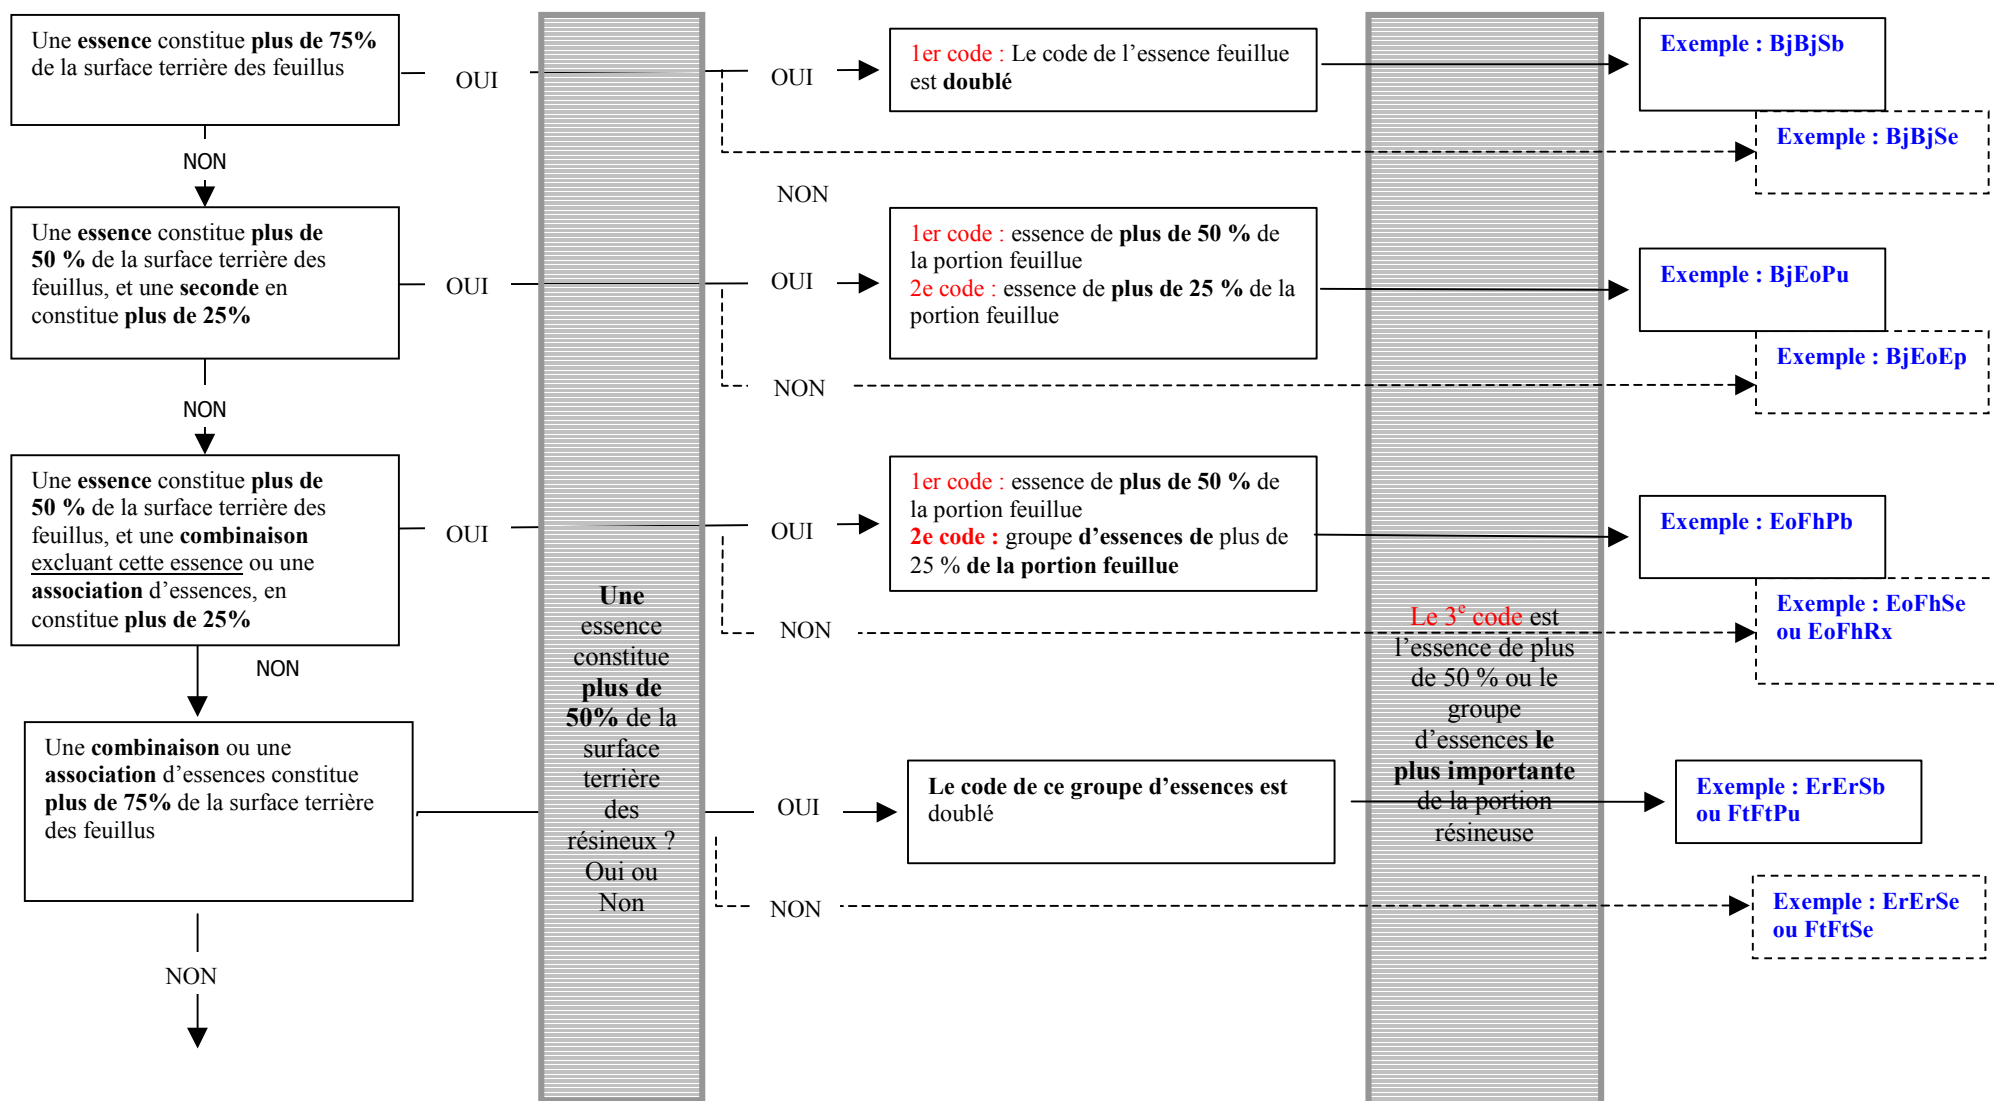 Une essence constitue plus de 75%
de la surface terrière des feuillus
OUI
OUI
1er code : Le code de l'essence feuillue
est doublé
Exemple : BjBjSb
Exemple : BjBjSe
NON
NON
Une essence constitue plus de
50 % de la surface terrière des
feuillus, et une seconde en
constitue plus de 25%
OUI
OUI
1er code : essence de plus de 50 % de
la portion feuillue
2e code : essence de plus de 25 % de la
portion feuillue
Exemple : BjEoPu
Exemple : BjEoEp
NON
NON
Une essence constitue plus de
50 % de la surface terrière des
feuillus, et une combinaison
excluant cette essence ou une
association d'essences, en
constitue plus de 25%
OUI
OUI
1er code : essence de plus de 50 % de
la portion feuillue
2e code : groupe d'essences de plus de
25 % de la portion feuillue
Exemple : EoFhPb
Exemple : EoFhSe
ou EoFhRx
NON
NON
Une
essence
constitue
plus de
50% de la
surface
terrière
des
résineux ?
Oui ou
Non
Le 3e code est
l'essence de plus
de 50 % ou le
groupe
d'essences le
plus importante
de la portion
résineuse
Une combinaison ou une
association d'essences constitue
plus de 75% de la surface terrière
des feuillus
OUI
Le code de ce groupe d'essences est
doublé
Exemple : ErErSb
ou FtFtPu
NON
Exemple : ErErSe
ou FtFtSe
NON